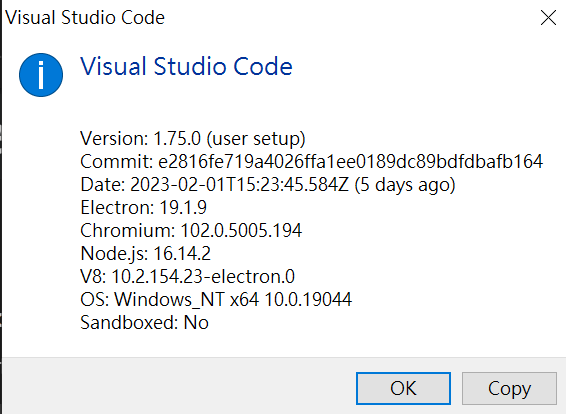 Visual Studio Code
Visual Studio Code
Version: 1.75.0 (user setup)
Commit: e2816fe719a4026ffa1ee0189dc89bdfdbafb164
Date: 2023-02-01T15:23:45.584Z (5 days ago)
Electron: 19.1.9
Chromium: 102.0.5005.194
Node.js: 16.14.2
V8: 10.2.154.23-electron.0
OS: Windows_NT x64 10.0.19044
Sandboxed: No
OK Copy